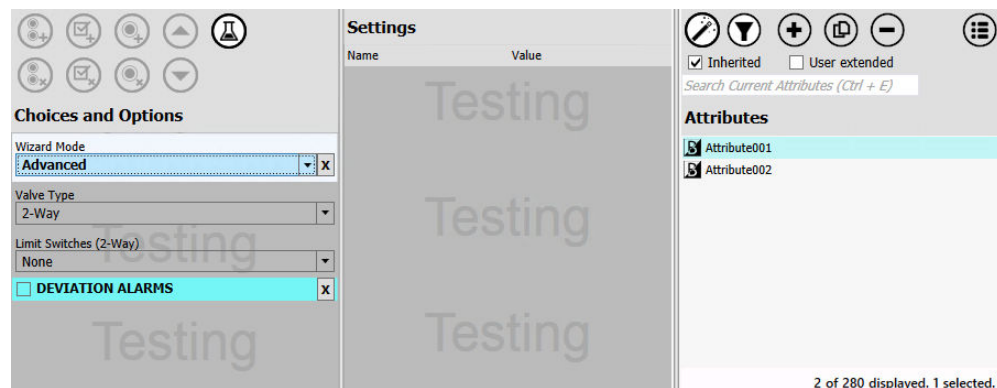 Choices and Options
Wizard Mode
Advanced
X
Valve Type
2-Way
Limit Switches (2-Way)
None
DEVIATION ALARMS
X
Testing
Testing
Settings
Name Value
Testing
Testing
Testing
Inherited User extended
Search Current Attributes (Ctrl + E)
Attributes
Attribute001
Attribute002
2 of 280 displayed. 1 selected.